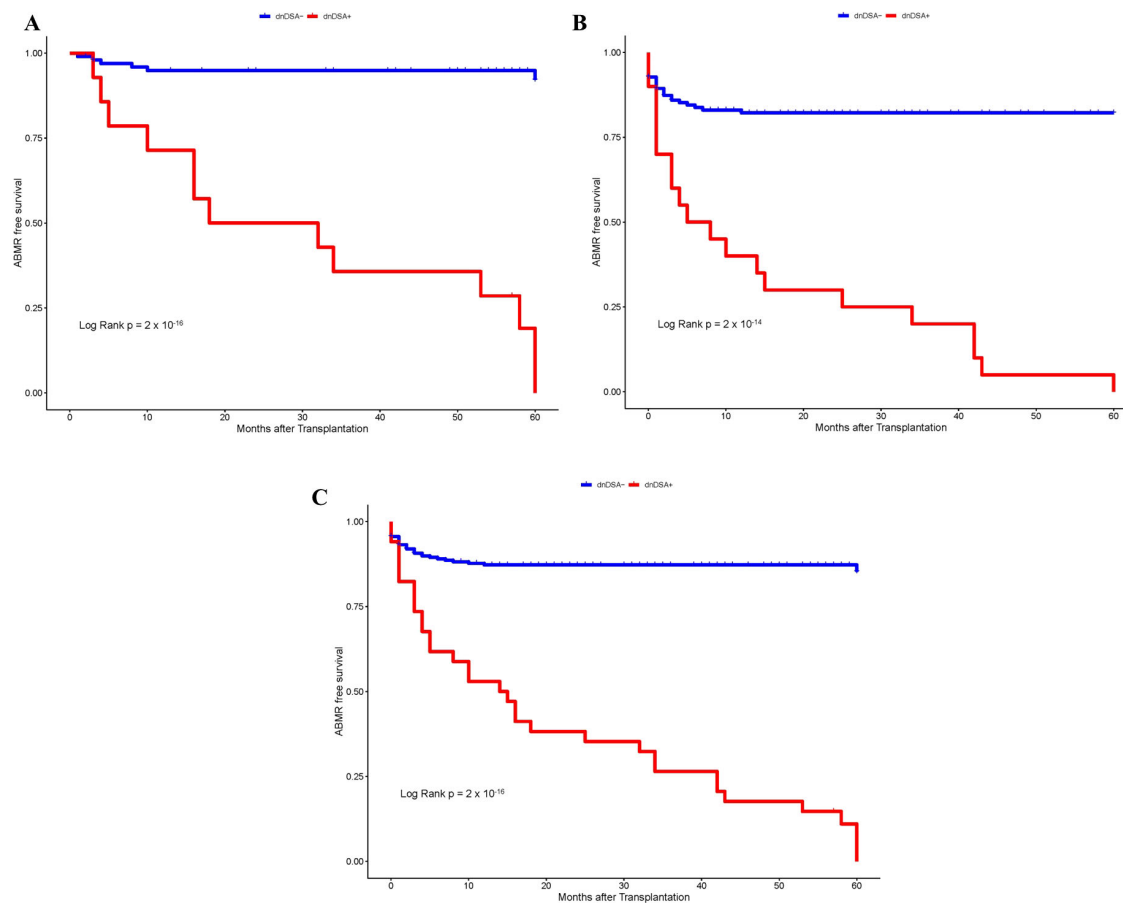 A
dnDSA− dnDSA+
1.00
0.75
0.50
0.25
0.00
ABMR free survival
Log Rank p = 2 x 10⁻¹⁶
0 10 20 30 40 50 60
Months after Transplantation
B
dnDSA− dnDSA+
1.00
0.75
0.50
0.25
0.00
ABMR free survival
Log Rank p = 2 x 10⁻¹⁴
0 10 20 30 40 50 60
Months after Transplantation
C
dnDSA− dnDSA+
1.00
0.75
0.50
0.25
0.00
ABMR free survival
Log Rank p = 2 x 10⁻¹⁶
0 10 20 30 40 50 60
Months after Transplantation